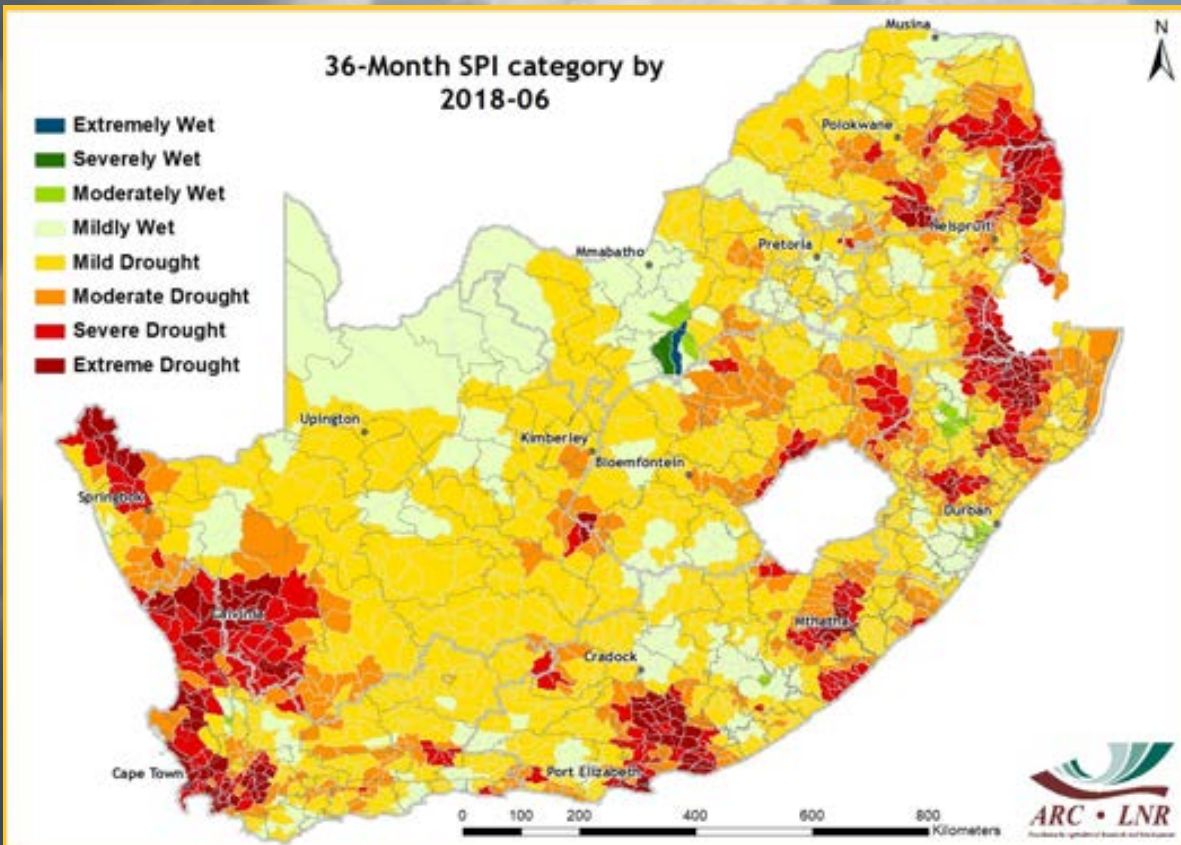 36-Month SPI category by
2018-06
N
Extremely Wet
Severely Wet
Moderately Wet
Mildly Wet
Mild Drought
Moderate Drought
Severe Drought
Extreme Drought
Musina
Polokwane
Nelspruit
Pretoria
Mmabatho
Upington
Kimberley
Bloemfontein
Springbok
Durban
Mthatha
Cradock
Cape Town
Port Elizabeth
0 100 200 400 600 800
Kilometers
ARC • LNR